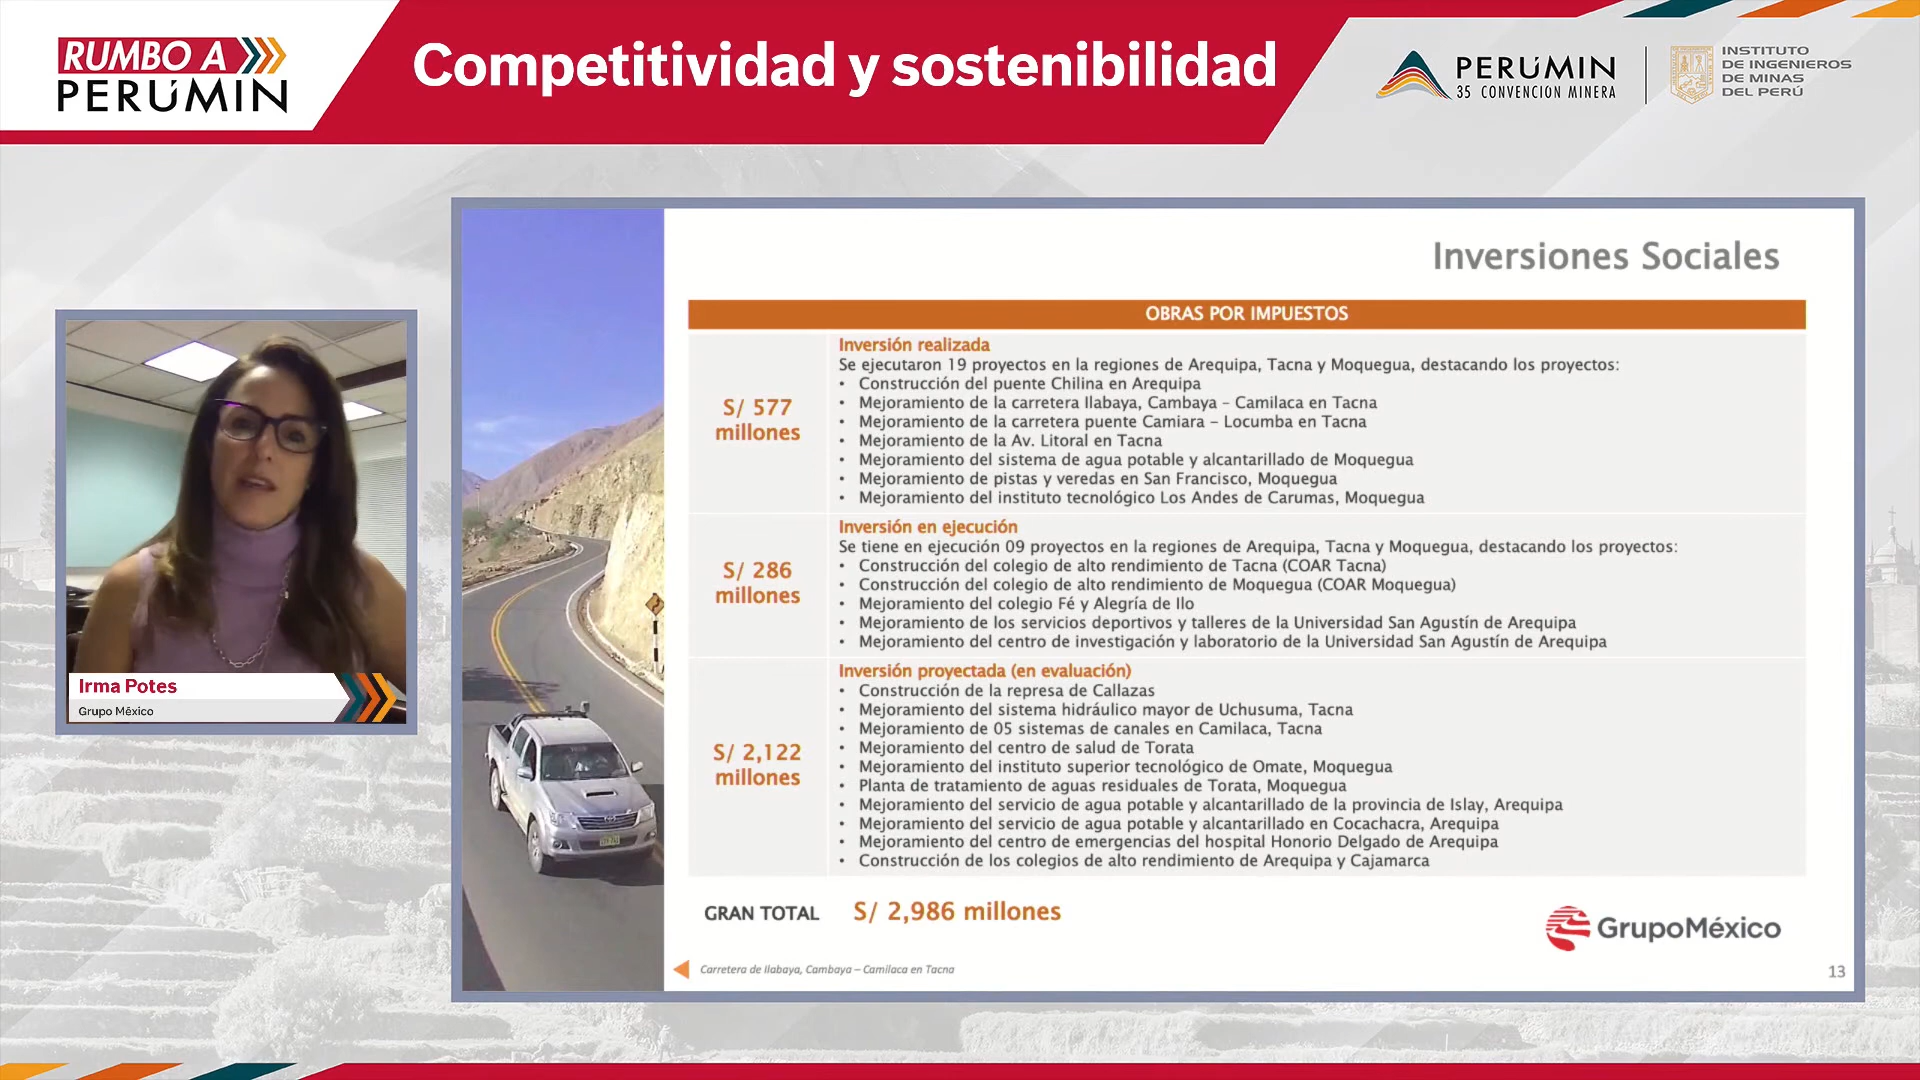 RUMBO A
PERÚMIN
Competitividad y sostenibilidad
PERÚMIN
35 CONVENCIÓN MINERA
INSTITUTO
DE INGENIEROS
DE MINAS
DEL PERÚ
Inversiones Sociales
OBRAS POR IMPUESTOS
S/ 577
millones
Inversión realizada
Se ejecutaron 19 proyectos en la regiones de Arequipa, Tacna y Moquegua, destacando los proyectos:
• Construcción del puente Chilina en Arequipa
• Mejoramiento de la carretera Ilabaya, Cambaya – Camilaca en Tacna
• Mejoramiento de la carretera puente Camiara – Locumba en Tacna
• Mejoramiento de la Av. Litoral en Tacna
• Mejoramiento del sistema de agua potable y alcantarillado de Moquegua
• Mejoramiento de pistas y veredas en San Francisco, Moquegua
• Mejoramiento del instituto tecnológico Los Andes de Carumas, Moquegua
S/ 286
millones
Inversión en ejecución
Se tiene en ejecución 09 proyectos en la regiones de Arequipa, Tacna y Moquegua, destacando los proyectos:
• Construcción del colegio de alto rendimiento de Tacna (COAR Tacna)
• Construcción del colegio de alto rendimiento de Moquegua (COAR Moquegua)
• Mejoramiento del colegio Fé y Alegría de Ilo
• Mejoramiento de los servicios deportivos y talleres de la Universidad San Agustín de Arequipa
• Mejoramiento del centro de investigación y laboratorio de la Universidad San Agustín de Arequipa
S/ 2,122
millones
Inversión proyectada (en evaluación)
• Construcción de la represa de Callazas
• Mejoramiento del sistema hidráulico mayor de Uchusuma, Tacna
• Mejoramiento de 05 sistemas de canales en Camilaca, Tacna
• Mejoramiento del centro de salud de Torata
• Mejoramiento del instituto superior tecnológico de Omate, Moquegua
• Planta de tratamiento de aguas residuales de Torata, Moquegua
• Mejoramiento del servicio de agua potable y alcantarillado de la provincia de Islay, Arequipa
• Mejoramiento del servicio de agua potable y alcantarillado en Cocachacra, Arequipa
• Mejoramiento del centro de emergencias del hospital Honorio Delgado de Arequipa
• Construcción de los colegios de alto rendimiento de Arequipa y Cajamarca
GRAN TOTAL S/ 2,986 millones
GrupoMéxico
Carretera de Ilabaya, Cambaya – Camilaca en Tacna
13
Irma Potes
Grupo México